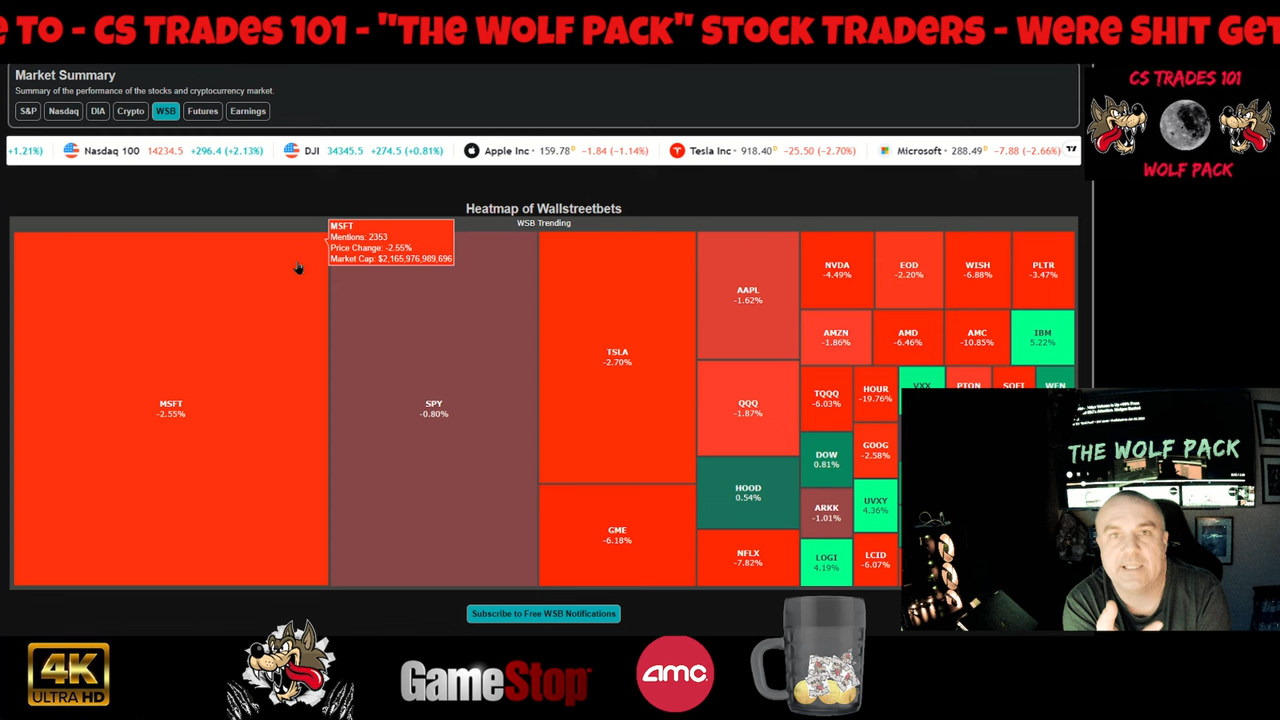 e TO - CS TRADES 101 - "THE WOLF PACK" STOCK TRADERS - WERE SHIT GET
Market Summary
Summary of the performance of the stocks and cryptocurrency market.
S&P Nasdaq DIA Crypto WSB Futures Earnings
CS TRADES 101
WOLF PACK
+1.21%) Nasdaq 100 14234.5 +296.4 (+2.13%) DJI 34345.5 +274.5 (+0.81%) Apple Inc • 159.78 D -1.84 (-1.14%) Tesla Inc • 918.40 D -25.50 (-2.70%) Microsoft • 288.49 D -7.88 (-2.66%)
Heatmap of Wallstreetbets
WSB Trending
MSFT
Mentions: 2353
Price Change: -2.55%
Market Cap: $2,165,976,989,696
MSFT
-2.55%
SPY
-0.80%
TSLA
-2.70%
GME
-6.18%
AAPL
-1.62%
QQQ
-1.87%
HOOD
0.54%
NFLX
-7.82%
NVDA
-4.49%
EOD
-2.20%
WISH
-6.88%
PLTR
-3.47%
AMZN
-1.86%
AMD
-6.46%
AMC
-10.85%
IBM
5.22%
TQQQ
-6.03%
HOUR
-19.76%
VXX
PTON
SOFI
WEN
DOW
0.81%
GOOG
-2.58%
ARKK
-1.01%
UVXY
4.36%
LOGI
4.19%
LCID
-6.07%
THE WOLF PACK
Subscribe to Free WSB Notifications
4K
ULTRA HD
GameStop
amc